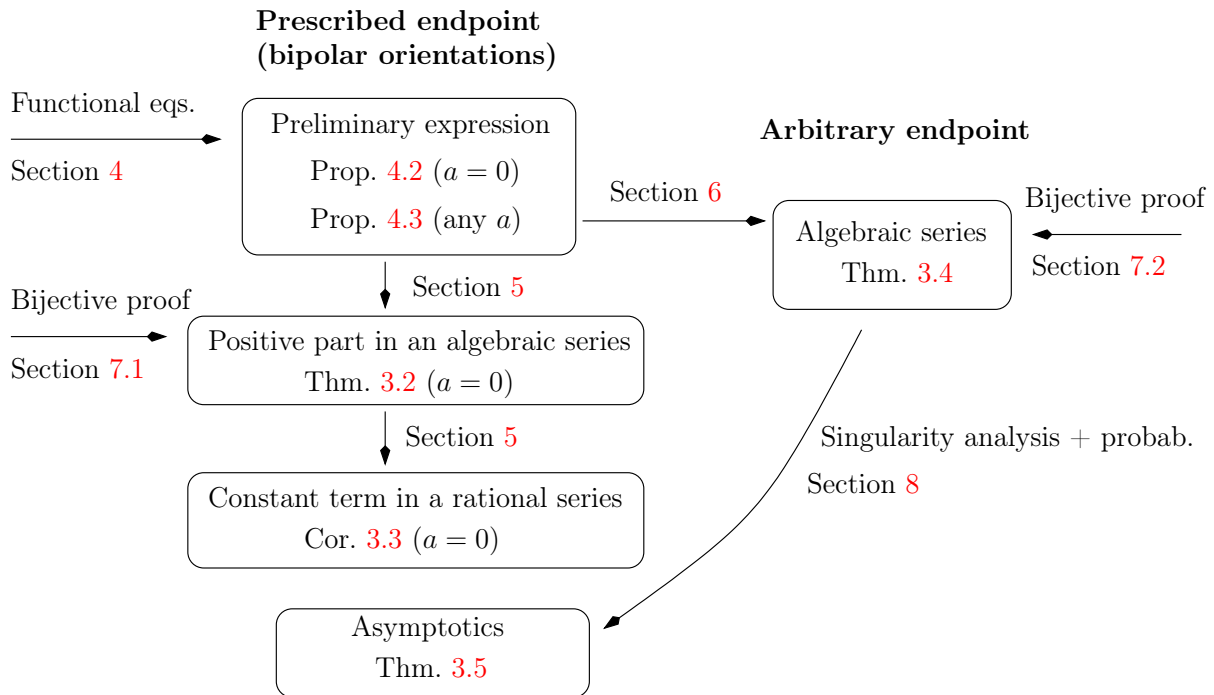 Prescribed endpoint
(bipolar orientations)
Functional eqs.
Section 4
Preliminary expression
Prop. 4.2 (a = 0)
Prop. 4.3 (any a)
Arbitrary endpoint
Section 6
Bijective proof
Section 7.2
Algebraic series
Thm. 3.4
Section 5
Bijective proof
Section 7.1
Positive part in an algebraic series
Thm. 3.2 (a = 0)
Section 5
Singularity analysis + probab.
Section 8
Constant term in a rational series
Cor. 3.3 (a = 0)
Asymptotics
Thm. 3.5